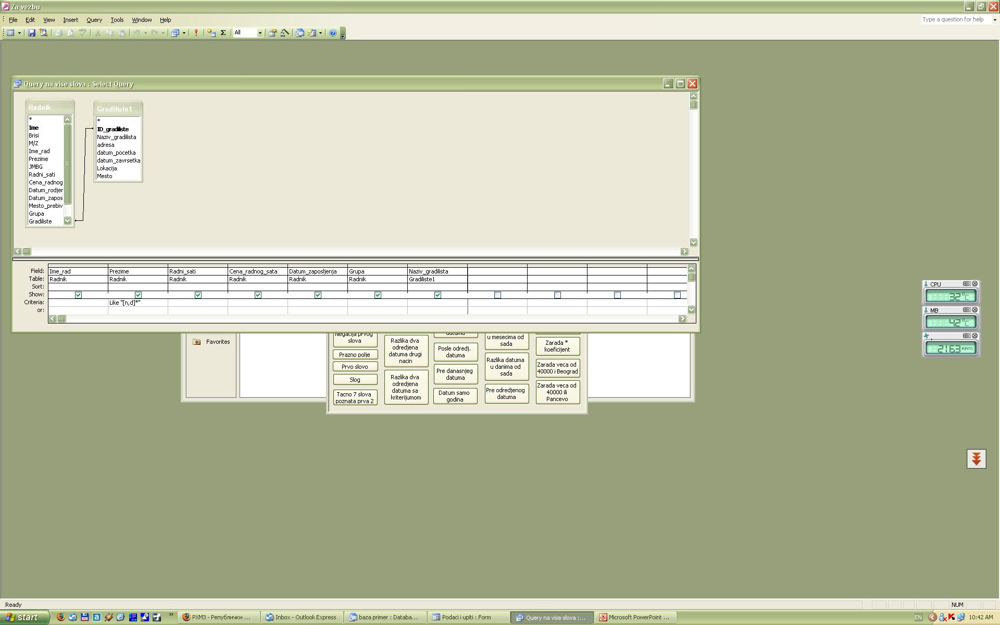 Za vezbu
File Edit View Insert Query Tools Window Help
Type a question for help
All
Query na vise slova : Select Query
Radnik
*
Ime
Brisi
M/Z
Ime_rad
Prezime
JMBG
Radni_sati
Cena_radnog
Datum_rodjer
Datum_zapos
Mesto_prebiv
Grupa
Gradiliste
Gradiliste1
*
ID_gradiliste
Naziv_gradilista
adresa
datum_pocetka
datum_zavrsetka
Lokacija
Mesto
Field: Ime_rad Prezime Radni_sati Cena_radnog_sata Datum_zaposljenja Grupa Naziv_gradilista
Table: Radnik Radnik Radnik Radnik Radnik Radnik Gradiliste1
Sort:
Show:
Criteria: Like "[n,d]*"
or:
Favorites
Negacija prvog
slova
Prazno polje
Prvo slovo
Slog
Tacno 7 slova
poznata prva 2
Razlika dva
odredjena
datuma drugi
nacin
Razlika dva
odredjena
datuma sa
kriterijumom
datuma
Posle odredj.
datuma
Pre danasnjeg
datuma
Datum samo
godina
u mesecima od
sada
Razlika datuma
u danima od
sada
Pre odredjenog
datuma
Zarada *
koeficijent
Zarada veca od
40000 i Beograd
Zarada veca od
40000 ili
Pancevo
CPU
32°C
MB
42°C
2163 RPM
Ready
NUM
start
»
РХМЗ - Републички ...
Inbox - Outlook Express
baza primer : Databa...
Podaci i upiti : Form
Query na vise slova :...
Microsoft PowerPoint ...
EN
10:42 AM